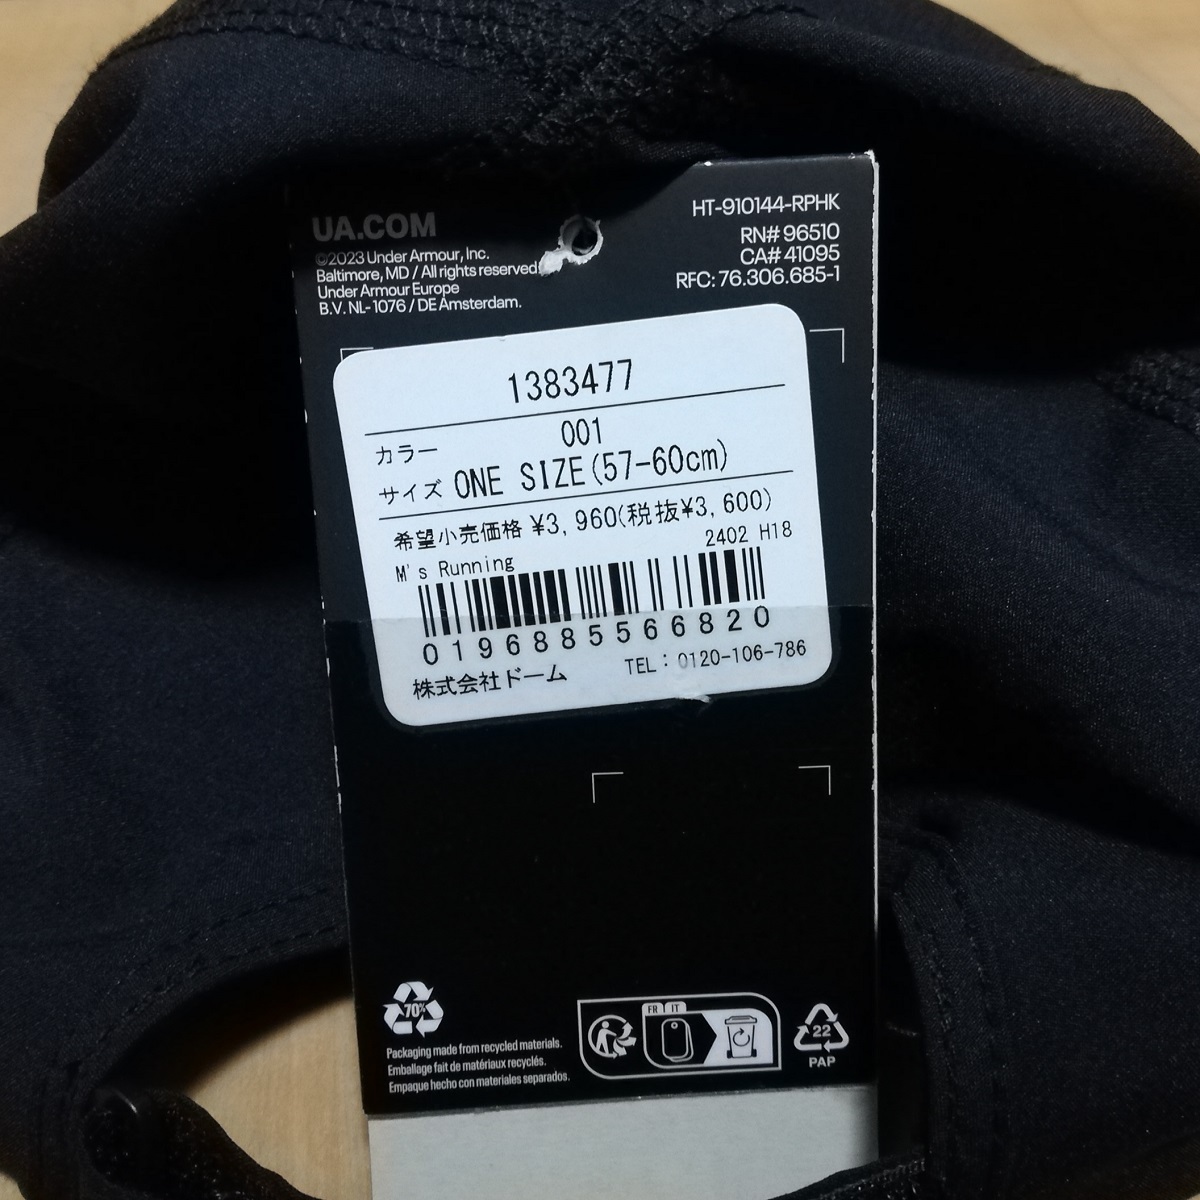 UA.COM
©2023 Under Armour, Inc.
Baltimore, MD / All rights reserved
Under Armour Europe
B.V. NL-1076 / DE Amsterdam.
HT-910144-RPHK
RN# 96510
CA# 41095
RFC: 76.306.685-1
1383477
カラー 001
サイズ ONE SIZE(57-60cm)
希望小売価格 ¥3,960(税抜¥3,600)
2402 H18
M's Running
0196885566820
株式会社ドーム TEL：0120-106-786
70%
Packaging made from recycled materials.
Emballage fait de matériaux recyclés.
Empaque hecho con materiales separados.
FR IT
22
PAP